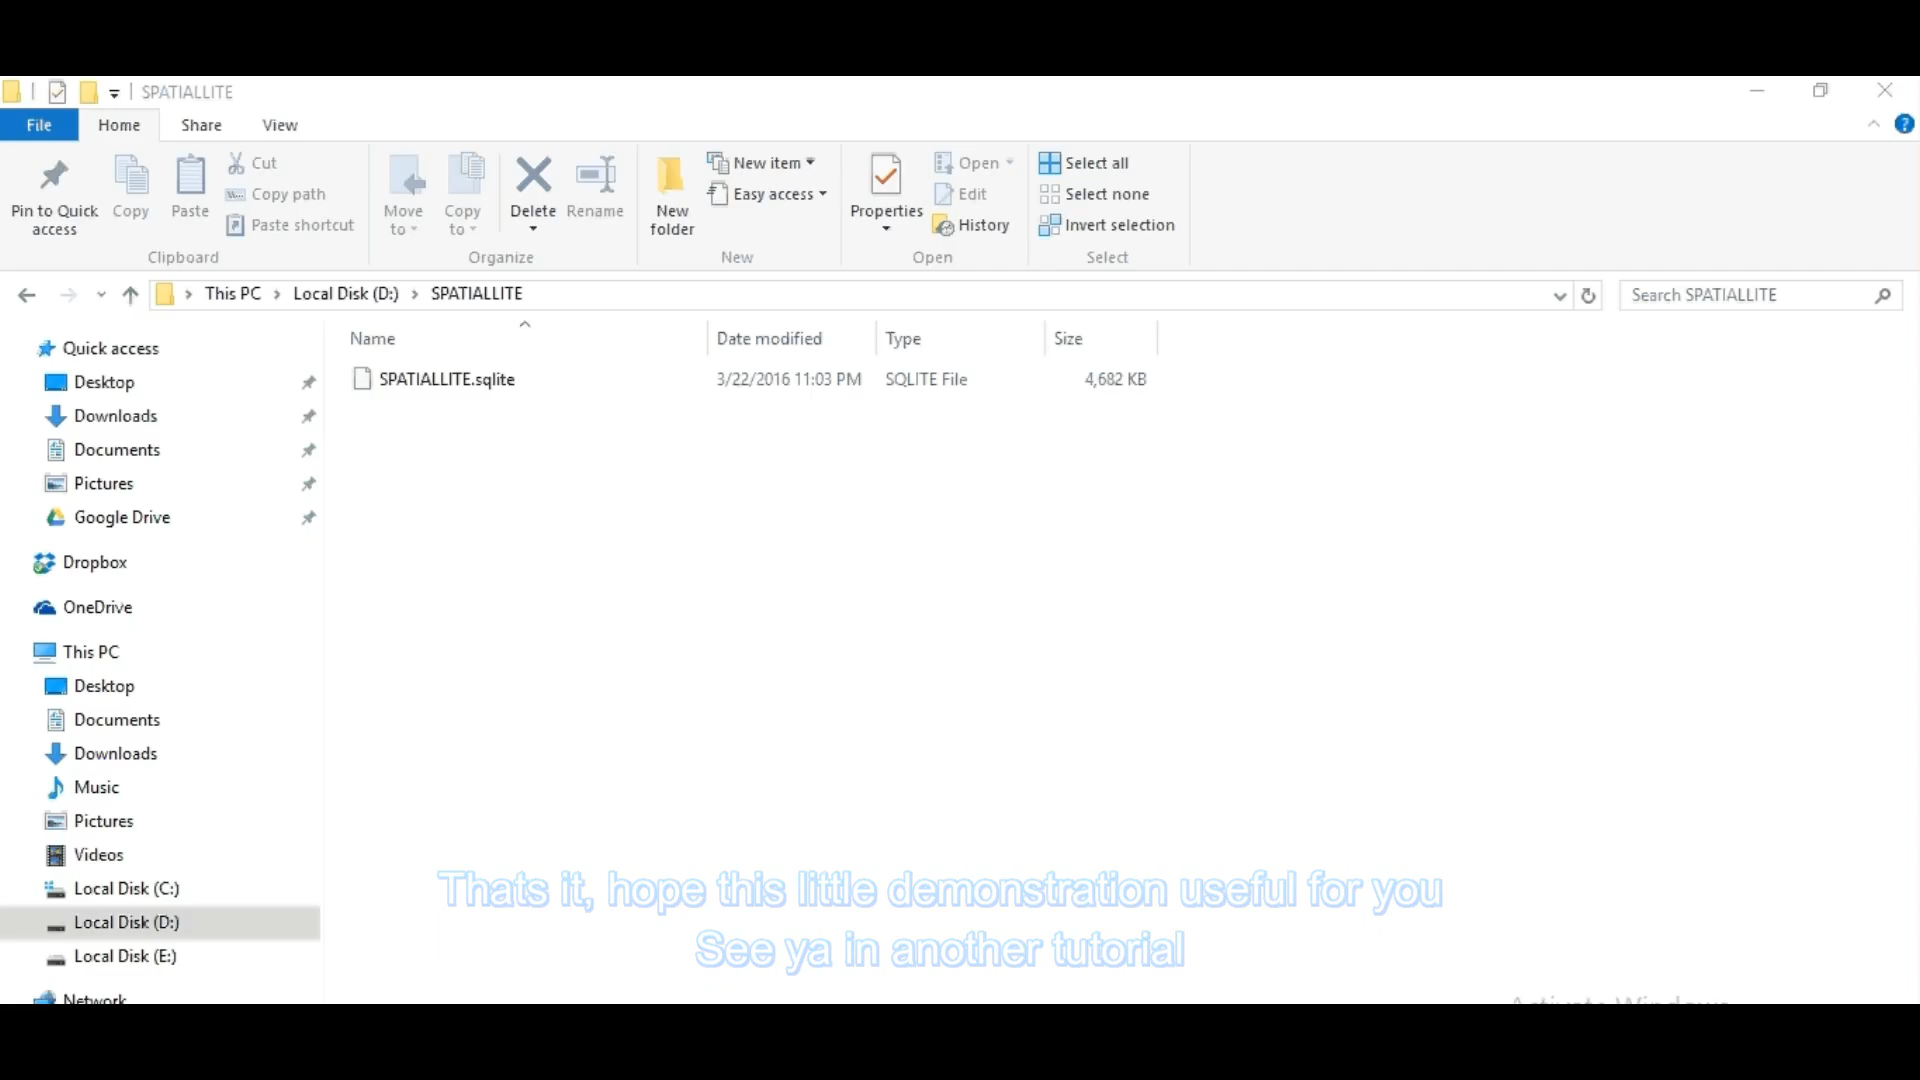 SPATIALLITE
File Home Share View
Pin to Quick access
Copy
Paste
Cut
Copy path
Paste shortcut
Clipboard
Move to
Copy to
Delete
Rename
Organize
New folder
New item
Easy access
New
Properties
Open
Edit
History
Open
Select all
Select none
Invert selection
Select
This PC > Local Disk (D:) > SPATIALLITE
Search SPATIALLITE
Name Date modified Type Size
SPATIALLITE.sqlite 3/22/2016 11:03 PM SQLITE File 4,682 KB
Quick access
Desktop
Downloads
Documents
Pictures
Google Drive
Dropbox
OneDrive
This PC
Desktop
Documents
Downloads
Music
Pictures
Videos
Local Disk (C:)
Local Disk (D:)
Local Disk (E:)
Network
Thats it, hope this little demonstration useful for you
See ya in another tutorial
Activate Windows